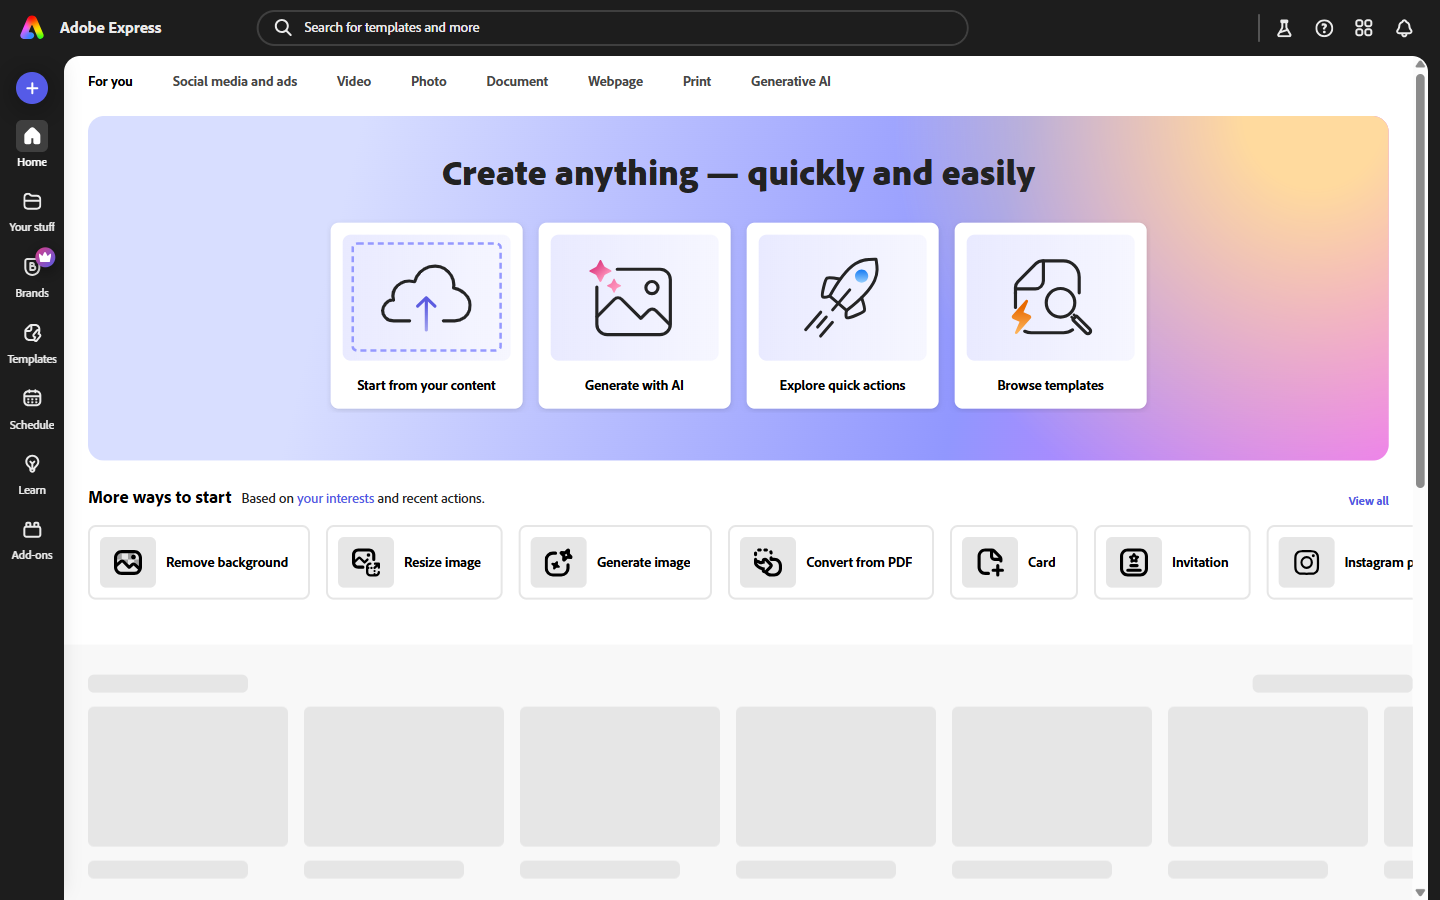 Adobe Express
Search for templates and more
Home
Your stuff
Brands
Templates
Schedule
Learn
Add-ons
For you
Social media and ads
Video
Photo
Document
Webpage
Print
Generative AI
Create anything — quickly and easily
Start from your content
Generate with AI
Explore quick actions
Browse templates
More ways to start
Based on your interests and recent actions.
View all
Remove background
Resize image
Generate image
Convert from PDF
Card
Invitation
Instagram p